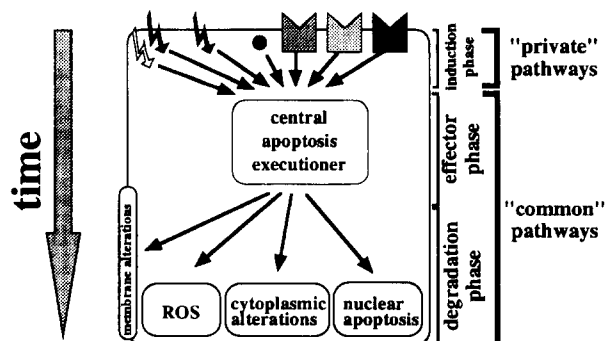 time
induction
phase
"private"
pathways
central
apoptosis
executioner
effector
phase
"common"
pathways
membrane alterations
degradation
phase
ROS
cytoplasmic
alterations
nuclear
apoptosis